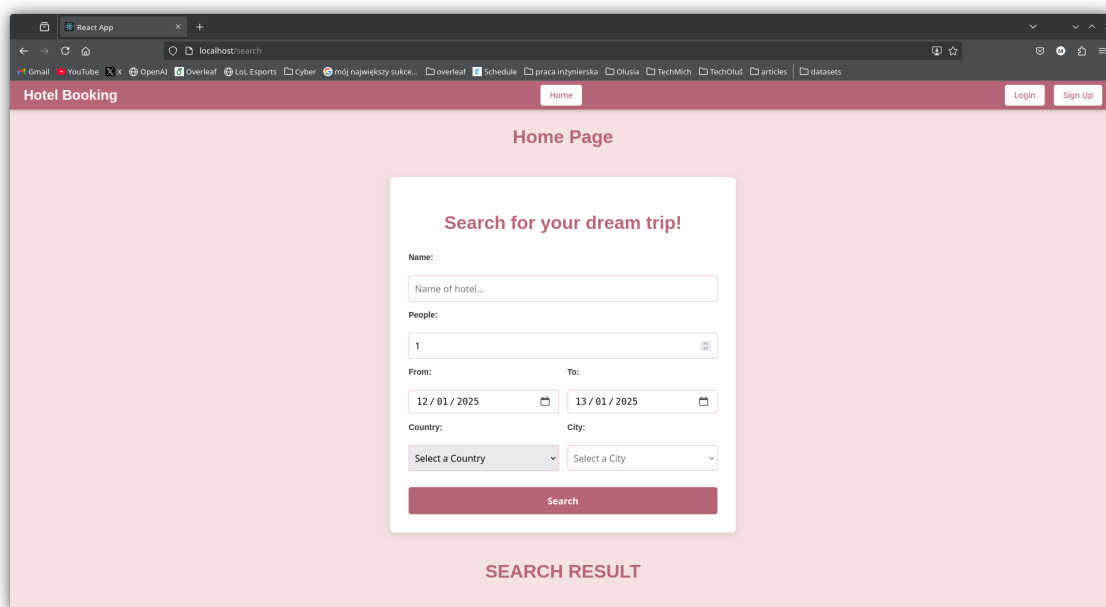 React App
localhost/search
Gmail YouTube X OpenAI Overleaf LoL Esports Cyber mój największy sukce... overleaf Schedule praca inżynierska Olusia TechMich TechOluś articles datasets
Hotel Booking Home Login Sign Up
Home Page
Search for your dream trip!
Name:
Name of hotel...
People:
1
From: To:
12/01/2025 13/01/2025
Country: City:
Select a Country Select a City
Search
SEARCH RESULT